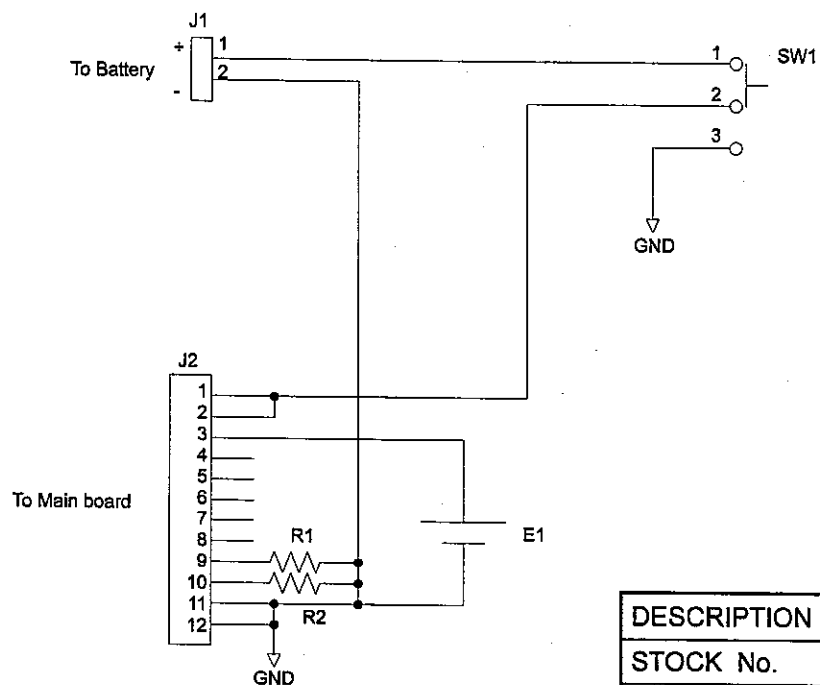 J1
+
1
2
To Battery
-
1
SW1
2
3
GND
J2
1
2
3
4
5
6
7
8
9
10
11
12
To Main board
R1
R2
E1
GND
DESCRIPTION
STOCK No.